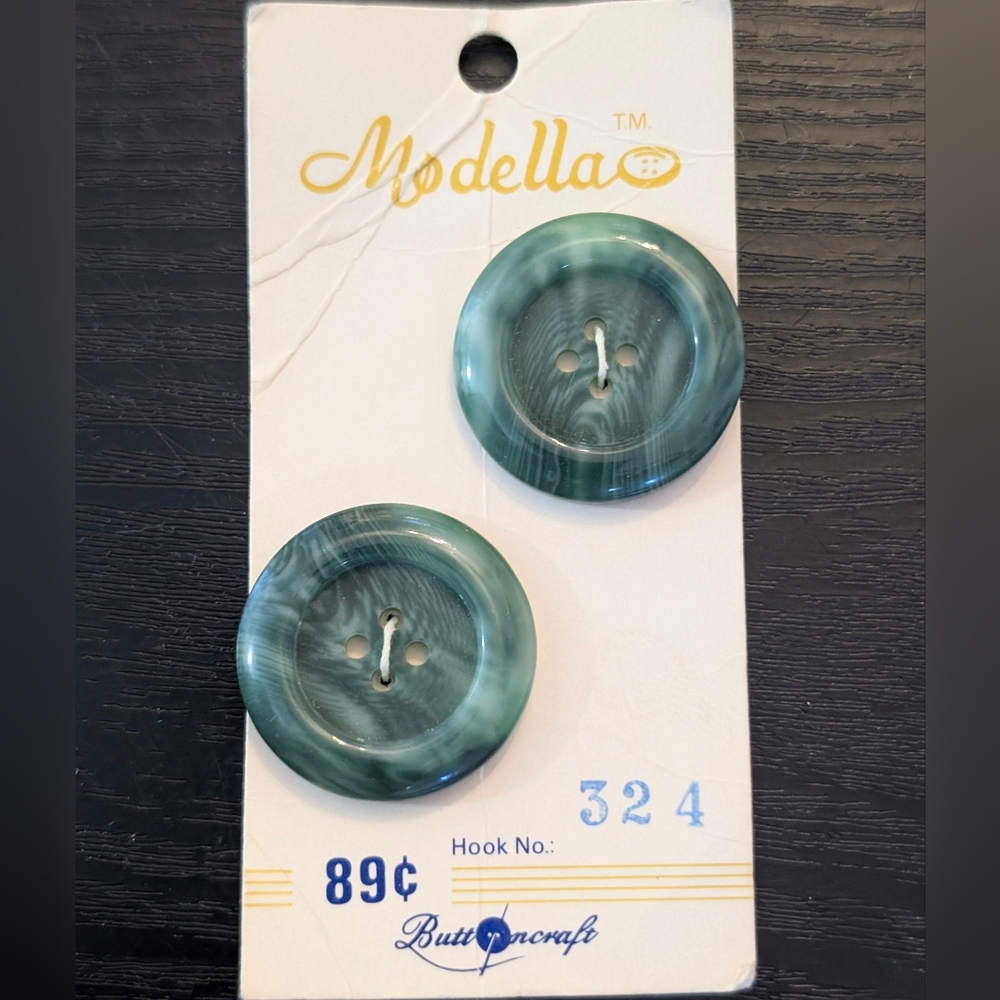 Modella T.M.
324
Hook No.:
89¢
Buttoncraft